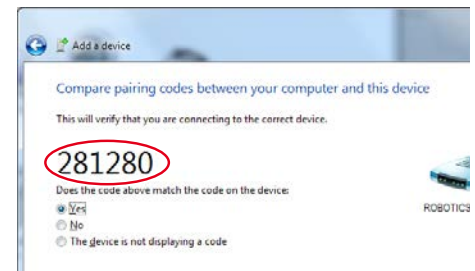 Add a device
Compare pairing codes between your computer and this device
This will verify that you are connecting to the correct device.
281280
Does the code above match the code on the device:
Yes
No
The device is not displaying a code
ROBOTICS